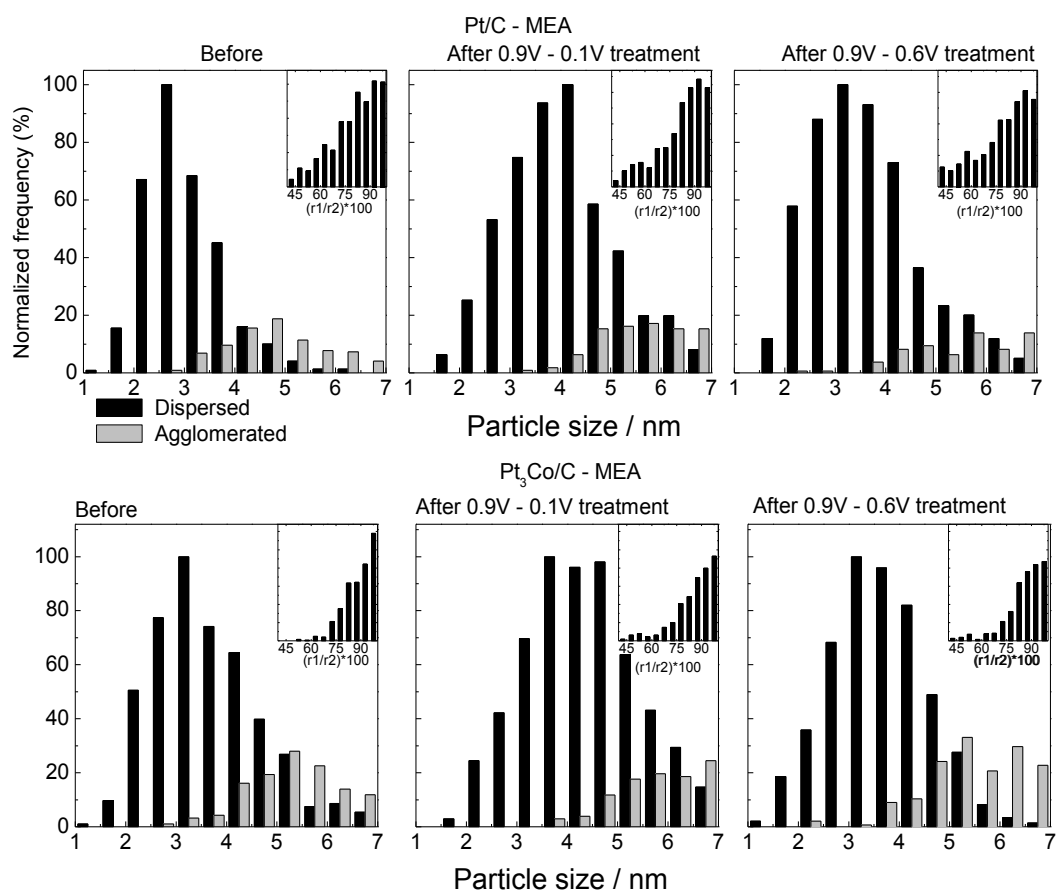 Pt/C - MEA
Before
After 0.9V - 0.1V treatment
After 0.9V - 0.6V treatment
Normalized frequency (%)
100
80
60
40
20
0
45 60 75 90
(r1/r2)*100
45 60 75 90
(r1/r2)*100
45 60 75 90
(r1/r2)*100
1 2 3 4 5 6 7
1 2 3 4 5 6 7
1 2 3 4 5 6 7
Dispersed
Agglomerated
Particle size / nm
Pt3Co/C - MEA
Before
After 0.9V - 0.1V treatment
After 0.9V - 0.6V treatment
100
80
60
40
20
0
45 60 75 90
(r1/r2)*100
45 60 75 90
(r1/r2)*100
45 60 75 90
(r1/r2)*100
1 2 3 4 5 6 7
1 2 3 4 5 6 7
1 2 3 4 5 6 7
Particle size / nm